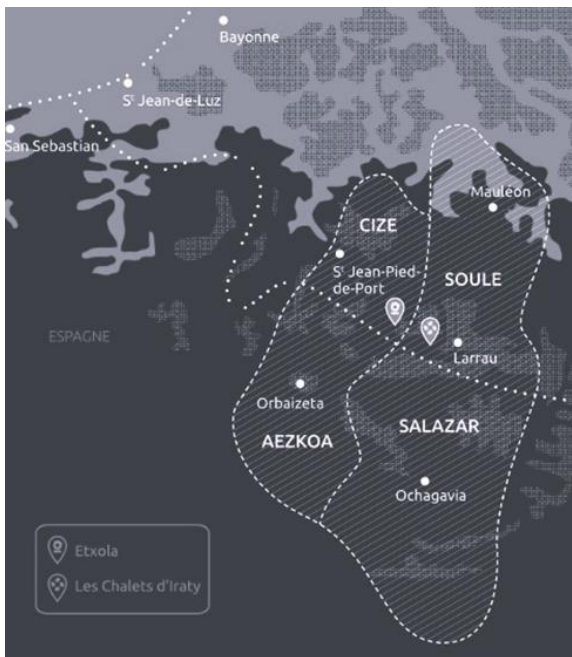 Bayonne
Sᵗ Jean-de-Luz
San Sebastian
Mauléon
CIZE
Sᵗ Jean-Pied-
de-Port
SOULE
ESPAGNE
Larrau
Orbaizeta
SALAZAR
AEZKOA
Ochagavia
Etxola
Les Chalets d'Iraty